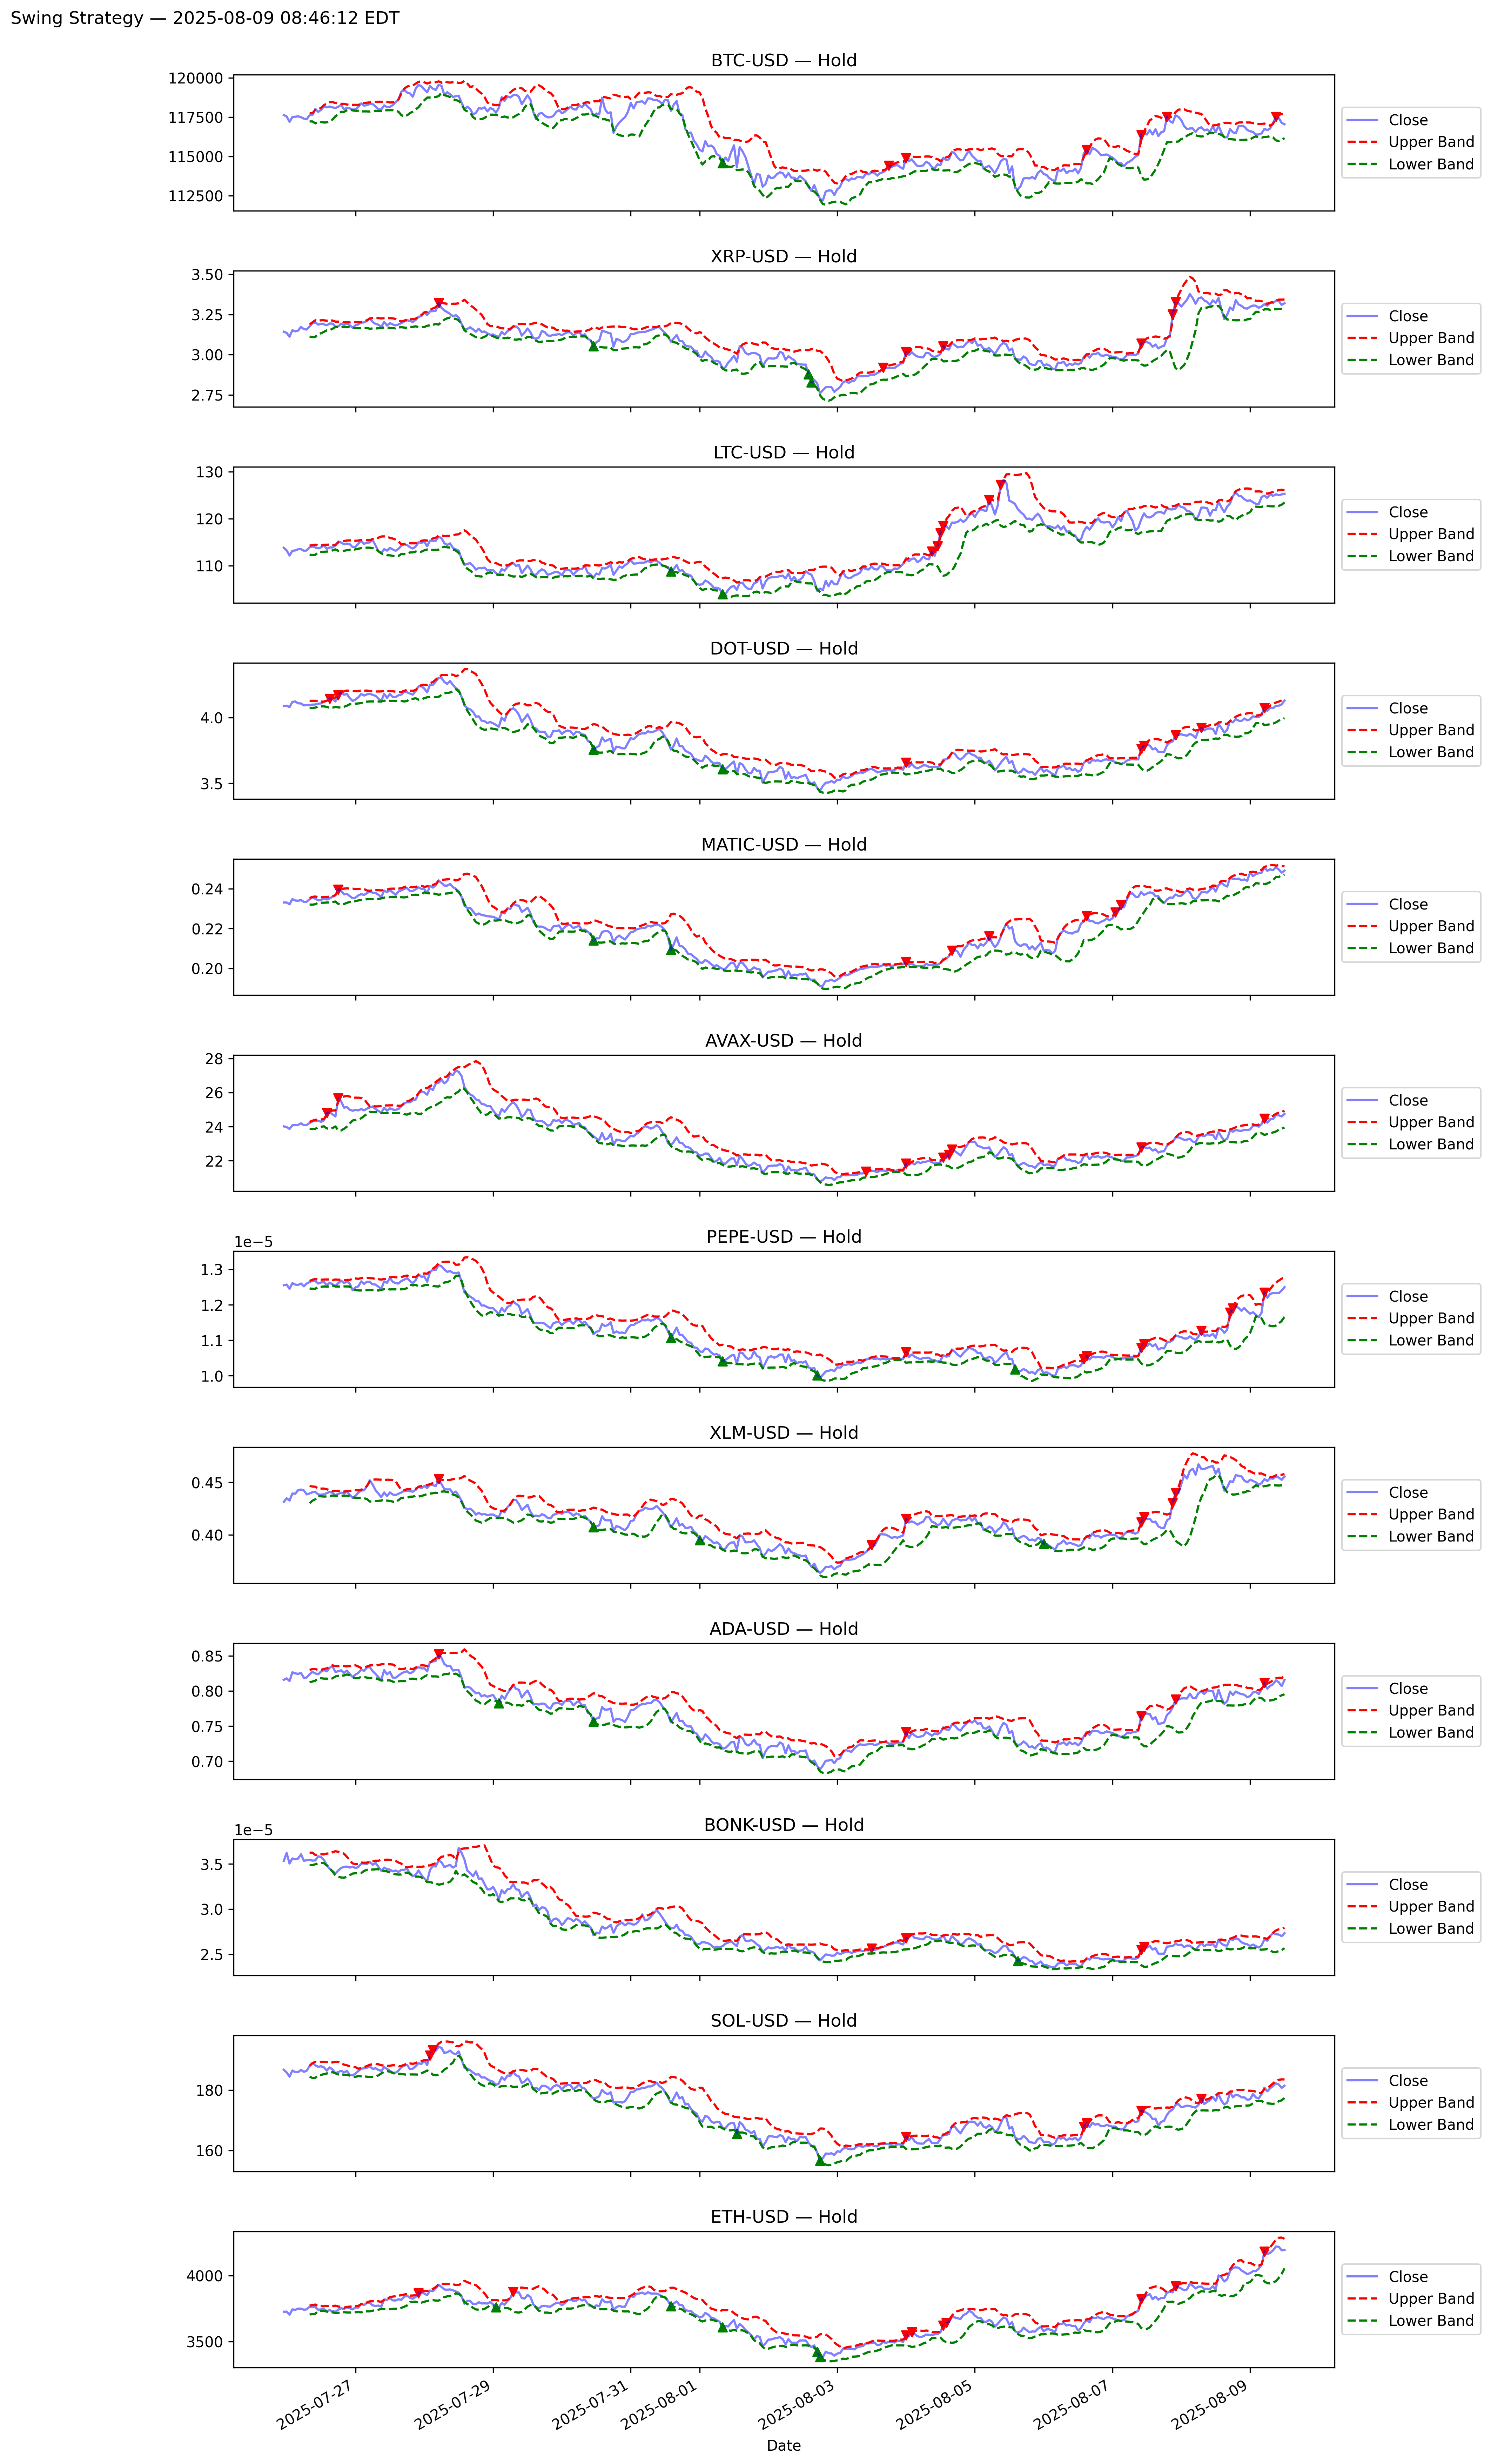 Swing Strategy — 2025-08-09 08:46:12 EDT
BTC-USD — Hold
120000
117500
115000
112500
Close
Upper Band
Lower Band
XRP-USD — Hold
3.50
3.25
3.00
2.75
Close
Upper Band
Lower Band
LTC-USD — Hold
130
120
110
Close
Upper Band
Lower Band
DOT-USD — Hold
4.0
3.5
Close
Upper Band
Lower Band
MATIC-USD — Hold
0.24
0.22
0.20
Close
Upper Band
Lower Band
AVAX-USD — Hold
28
26
24
22
Close
Upper Band
Lower Band
PEPE-USD — Hold
1e−5
1.3
1.2
1.1
1.0
Close
Upper Band
Lower Band
XLM-USD — Hold
0.45
0.40
Close
Upper Band
Lower Band
ADA-USD — Hold
0.85
0.80
0.75
0.70
Close
Upper Band
Lower Band
BONK-USD — Hold
1e−5
3.5
3.0
2.5
Close
Upper Band
Lower Band
SOL-USD — Hold
180
160
Close
Upper Band
Lower Band
ETH-USD — Hold
4000
3500
Close
Upper Band
Lower Band
2025-07-27
2025-07-29
2025-07-31
2025-08-01
2025-08-03
2025-08-05
2025-08-07
2025-08-09
Date